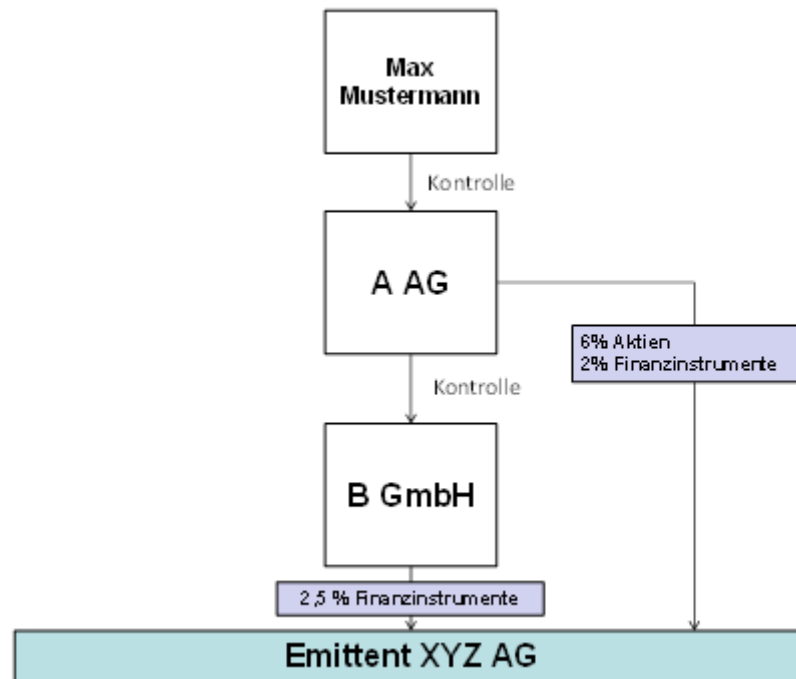 Max
Mustermann
Kontrolle
A AG
6% Aktien
2% Finanzinstrumente
Kontrolle
B GmbH
2,5 % Finanzinstrumente
Emittent XYZ AG